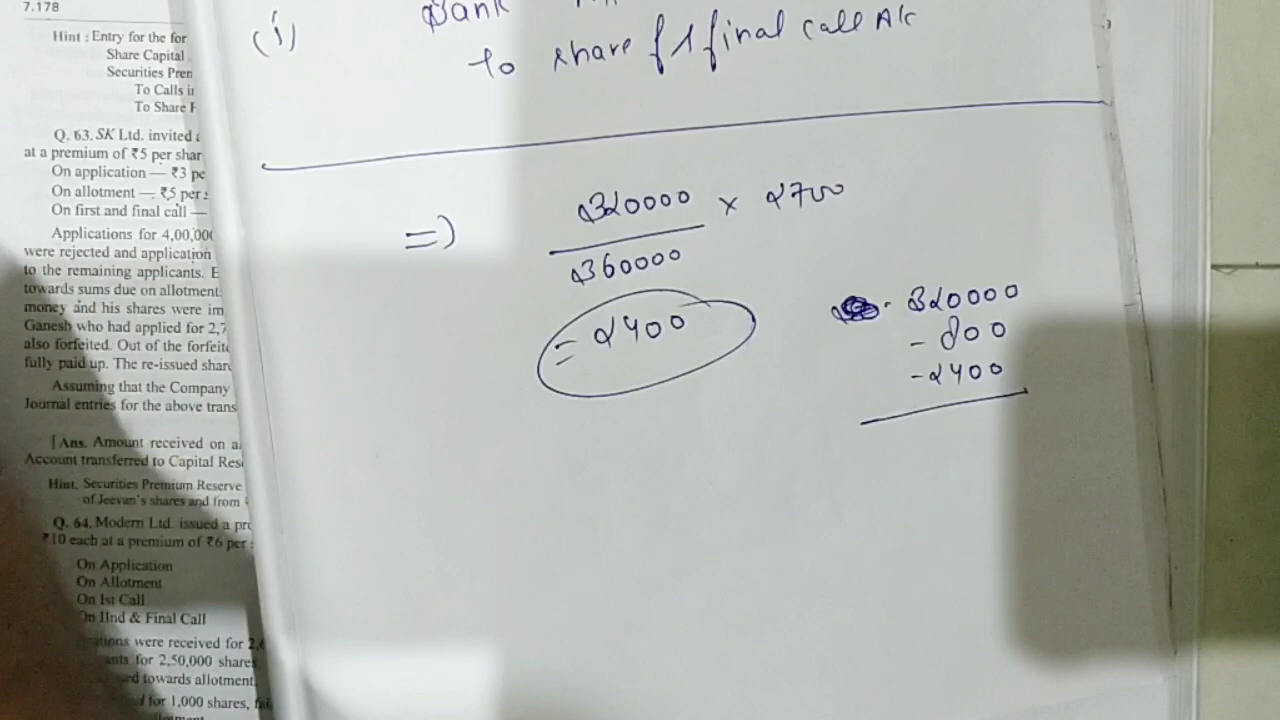 7.178
Hint : Entry for the for
Share Capital
Securities Pren
To Calls i
To Share F
Q. 63. SK Ltd. invited
at a premium of ₹5 per shar
On application — ₹3 pe
On allotment — ₹5 per
On first and final call —
Applications for 4,00,00
were rejected and application
to the remaining applicants. E
towards sums due on allotment
money and his shares were im
Ganesh who had applied for 2,7
also forfeited. Out of the forfeit
fully paid up. The re-issued shar
Assuming that the Company
Journal entries for the above trans
[Ans. Amount received on a
Account transferred to Capital Res
Hint. Securities Premium Reserve
of Jeevan's shares and from
Q. 64. Modern Ltd. issued a pr
₹10 each at a premium of ₹6 per
On Application
On Allotment
On Ist Call
On IInd & Final Call
were received for 2,
for 2,50,000 shares
towards allotment.
for 1,000 shares, fa
(i) Bank
to share f & final call A/c
=) 320000 × 2700
360000
= 2400
320000
- 800
- 2400